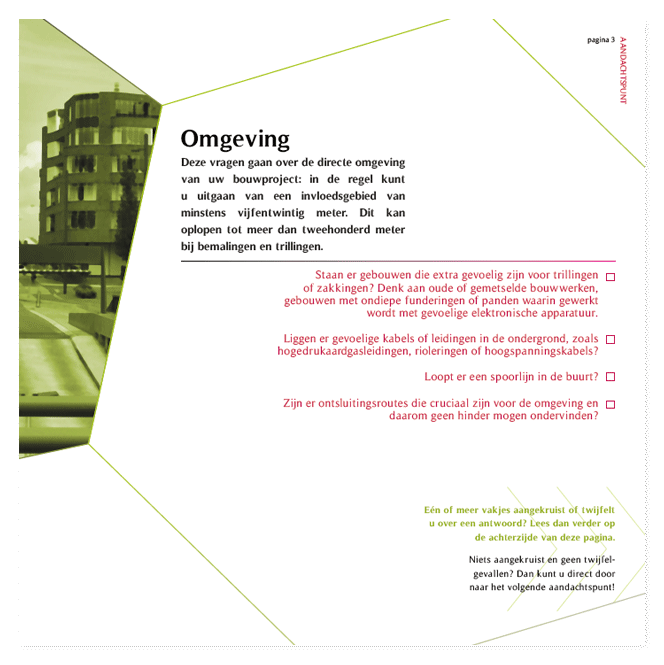 pagina 3
AANDACHTSPUNT
Omgeving
Deze vragen gaan over de directe omgeving
van uw bouwproject: in de regel kunt
u uitgaan van een invloedsgebied van
minstens vijfentwintig meter. Dit kan
oplopen tot meer dan tweehonderd meter
bij bemalingen en trillingen.
Staan er gebouwen die extra gevoelig zijn voor trillingen
of zakkingen? Denk aan oude of gemetselde bouwwerken,
gebouwen met ondiepe funderingen of panden waarin gewerkt
wordt met gevoelige elektronische apparatuur.
Liggen er gevoelige kabels of leidingen in de ondergrond, zoals
hogedrukaardgasleidingen, rioleringen of hoogspanningskabels?
Loopt er een spoorlijn in de buurt?
Zijn er ontsluitingsroutes die cruciaal zijn voor de omgeving en
daarom geen hinder mogen ondervinden?
Eén of meer vakjes aangekruist of twijfelt
u over een antwoord? Lees dan verder op
de achterzijde van deze pagina.
Niets aangekruist en geen twijfel-
gevallen? Dan kunt u direct door
naar het volgende aandachtspunt!